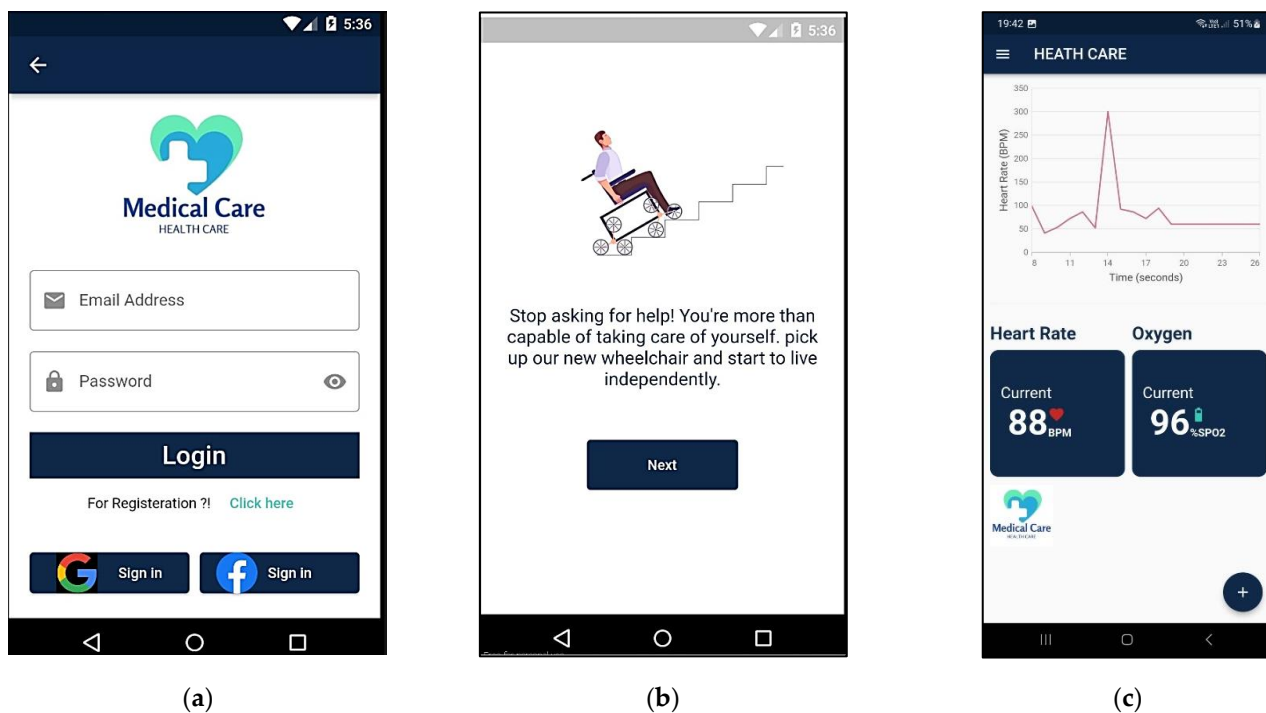 5:36
Medical Care
HEALTH CARE
Email Address
Password
Login
For Registeration ?! Click here
Sign in
Sign in
(a)
5:36
Stop asking for help! You're more than
capable of taking care of yourself. pick
up our new wheelchair and start to live
independently.
Next
(b)
19:42
51%
HEATH CARE
350
300
250
200
150
100
50
0
Heart Rate (BPM)
8 11 14 17 20 23 26
Time (seconds)
Heart Rate Oxygen
Current
88 BPM
Current
96 %SPO2
Medical Care
HEALTH CARE
+
(c)